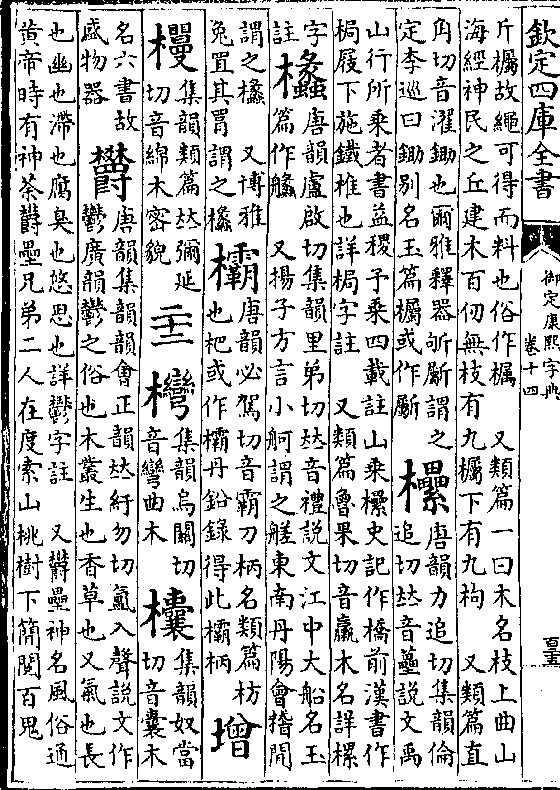 欽定四庫全書
御定康熙字典
卷十四
斤欘故繩可得而料也俗作欘 又類篇一曰木名枝上曲山
海經神民之丘建木百仞無枝有九欘下有九枸 又類篇直
角切音濯鋤也爾雅釋器斪斸謂之
定李巡曰鋤別名玉篇欘或作斸
欙
唐韻力追切集韻倫
追切𠀤音纍說文禹
山行所乘者書益稷予乘四載註山乘欙史記作橋前漢書作
梮屐下施鐵椎也詳梮字註 又類篇魯果切音臝木名詳樏
字
註
欚
唐韻盧啟切集韻里弟切𠀤音禮說文江中大船名玉
篇作艬 又揚子方言小舸謂之艖東南丹陽會稽間
謂之欚 又博雅
兔罝其罥謂之欚
欛
唐韻必駕切音霸刀柄名類篇枋
也杷或作欛丹鉛錄得此欛柄
增
集韻類篇𠀤彌延
切音綿木密貌
二十二
集韻烏關切
音彎曲木
欜
集韻奴當
切音囊木
名六書故
盛物器
欝
唐韻集韻韻會正韻𠀤紆勿切氳入聲說文作
鬱廣韻鬱之俗也木叢生也香草也又氣也長
也幽也滯也腐臭也悠思也詳鬱字註 又欝壘神名風俗通
黃帝時有神荼欝壘兄弟二人在度索山桃樹下簡閱百鬼